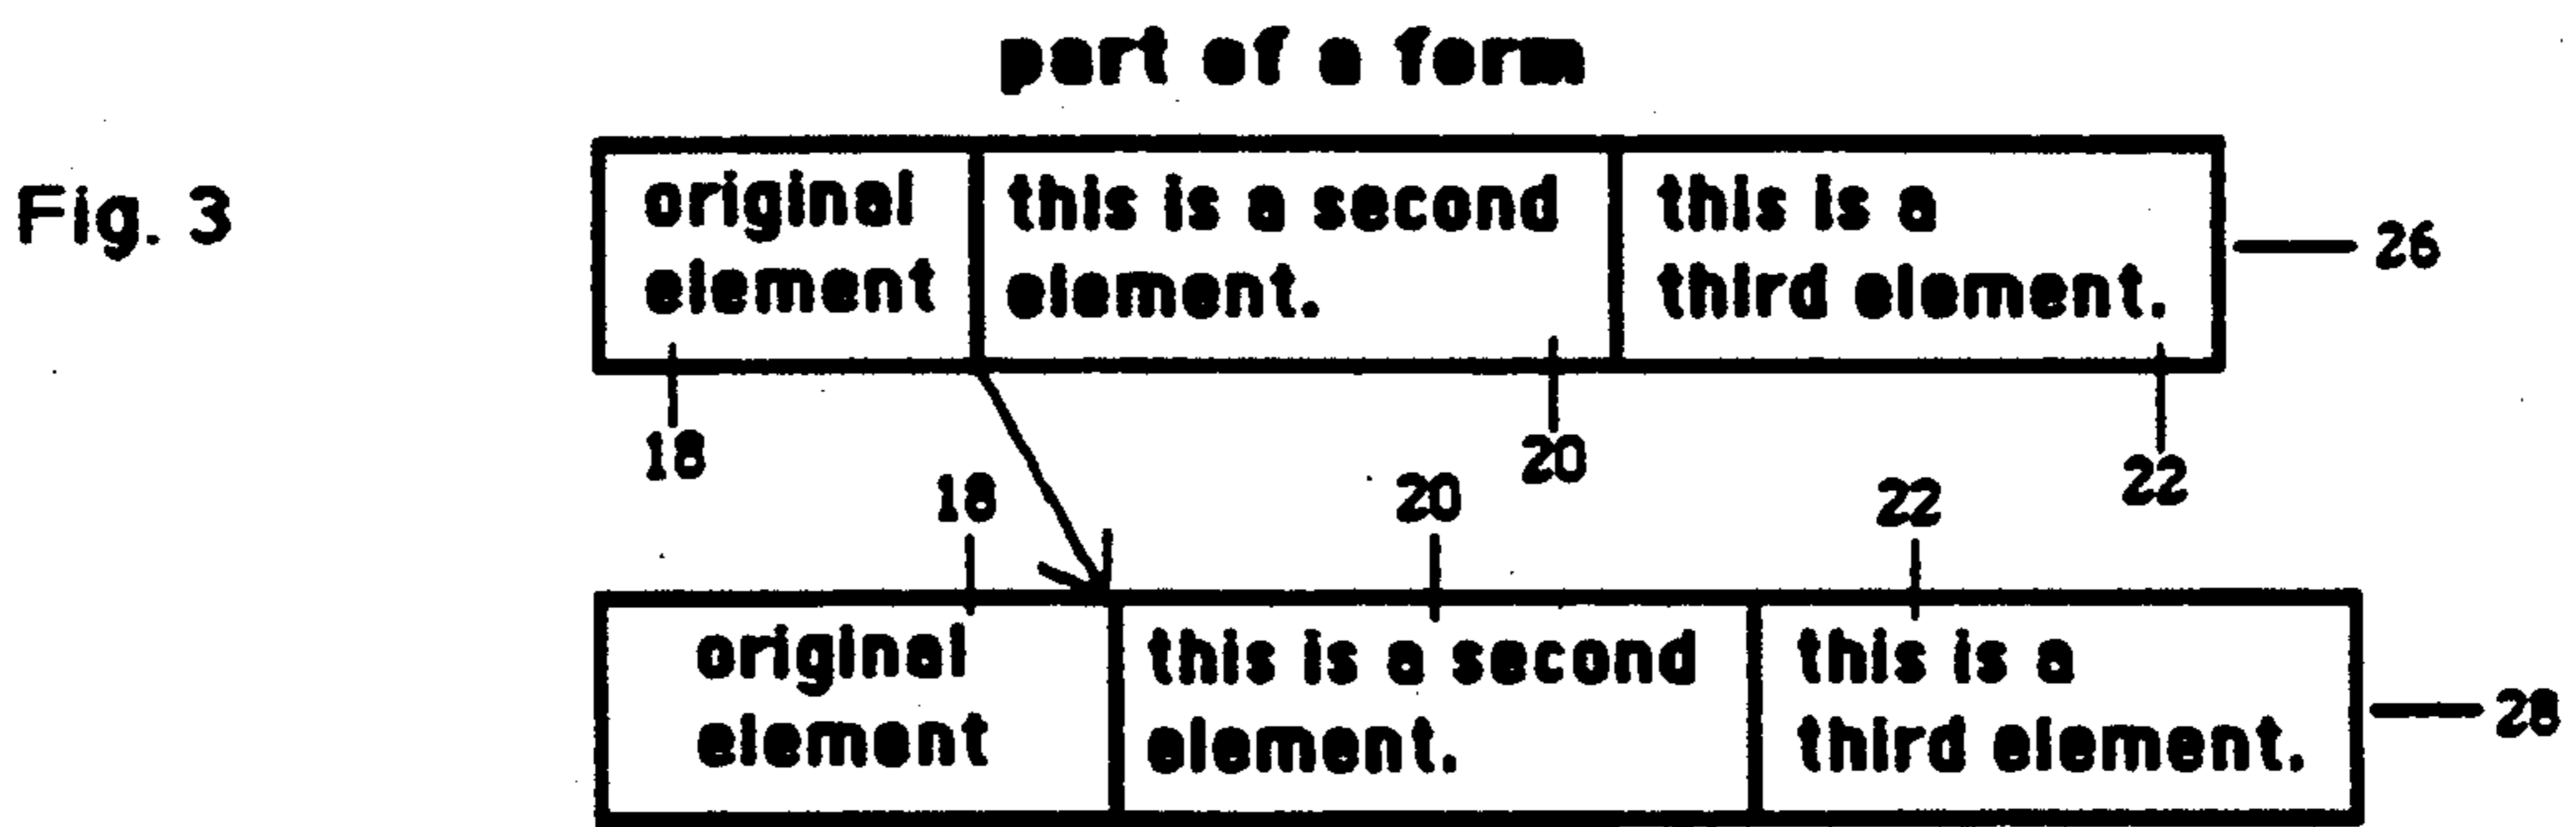 part of a form
Fig. 3
original this is a second this is a
element element. third element.
26
18 20 22
18 20 22
original this is a second this is a
element element. third element.
28